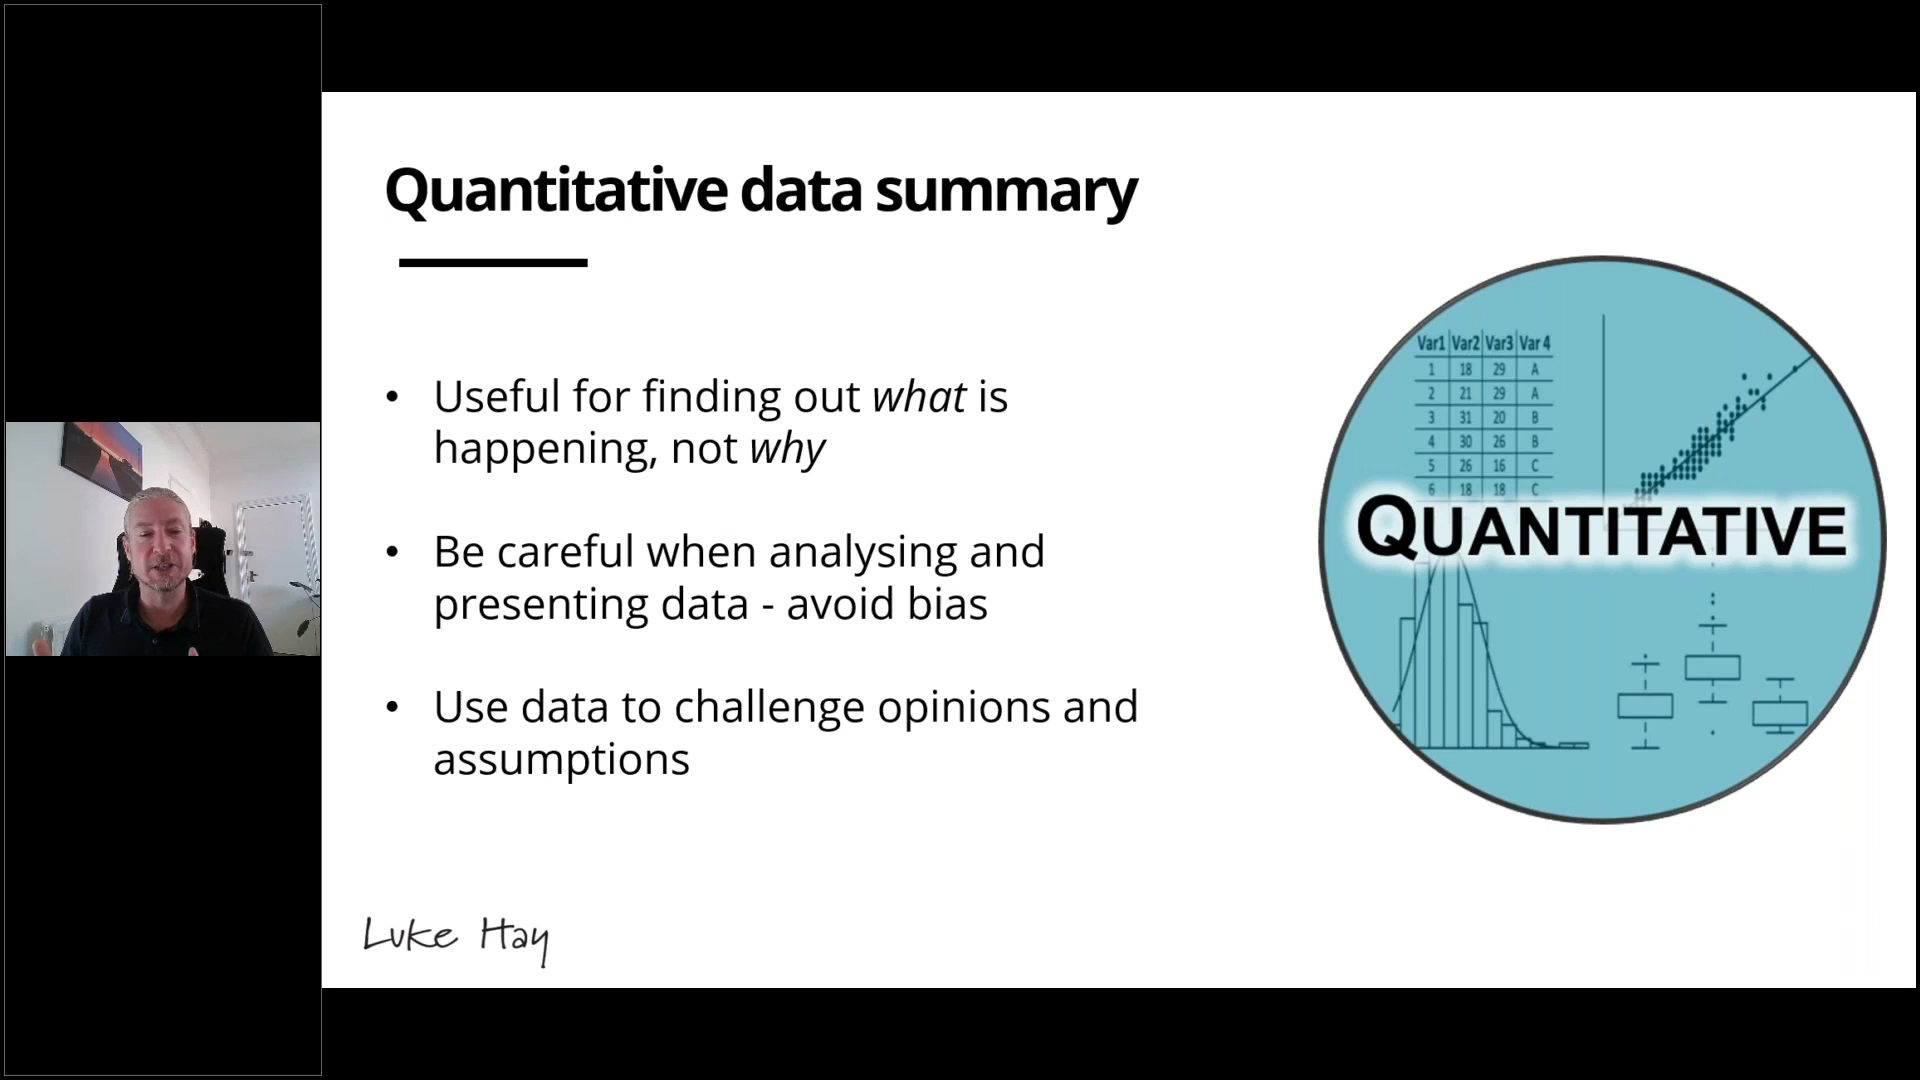 Quantitative data summary
• Useful for finding out what is
happening, not why
• Be careful when analysing and
presenting data - avoid bias
• Use data to challenge opinions and
assumptions
Luke Hay
Var1 Var2 Var3 Var 4
1 18 29 A
2 21 29 A
3 31 20 B
4 30 26 B
5 26 16 C
6 18 18 C
QUANTITATIVE